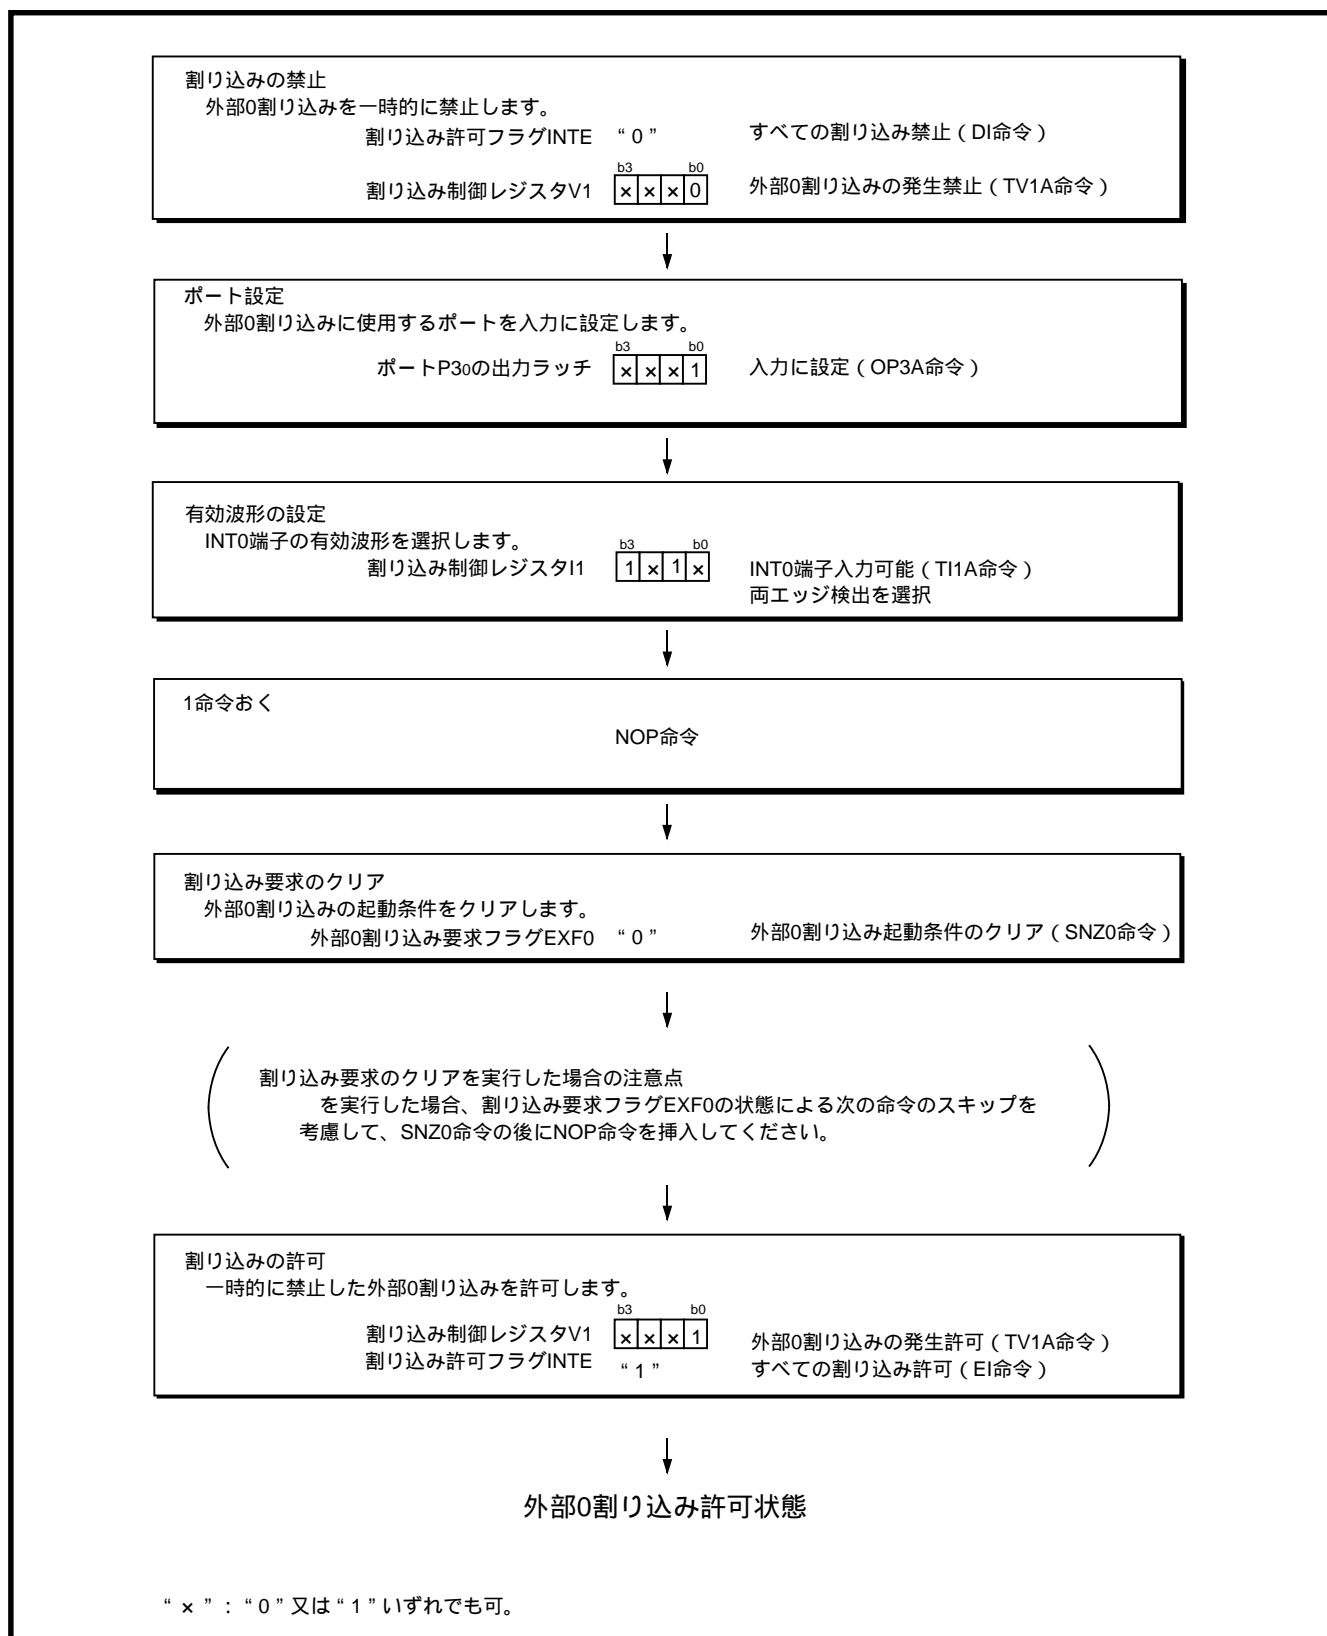 割り込みの禁止
外部0割り込みを一時的に禁止します。
割り込み許可フラグINTE “ 0 ” すべての割り込み禁止 ( DI命令 )
b3 b0
割り込み制御レジスタV1 × × × 0 外部0割り込みの発生禁止 ( TV1A命令 )
ポート設定
外部0割り込みに使用するポートを入力に設定します。
b3 b0
ポートP30の出力ラッチ × × × 1 入力に設定 ( OP3A命令 )
有効波形の設定
INT0端子の有効波形を選択します。
b3 b0
割り込み制御レジスタI1 1 × 1 × INT0端子入力可能 ( TI1A命令 )
両エッジ検出を選択
1命令おく
NOP命令
割り込み要求のクリア
外部0割り込みの起動条件をクリアします。
外部0割り込み要求フラグEXF0 “ 0 ” 外部0割り込み起動条件のクリア ( SNZ0命令 )
割り込み要求のクリアを実行した場合の注意点
を実行した場合、割り込み要求フラグEXF0の状態による次の命令のスキップを
考慮して、SNZ0命令の後にNOP命令を挿入してください。
割り込みの許可
一時的に禁止した外部0割り込みを許可します。
b3 b0
割り込み制御レジスタV1 × × × 1 外部0割り込みの発生許可 ( TV1A命令 )
割り込み許可フラグINTE “ 1 ” すべての割り込み許可 ( EI命令 )
外部0割り込み許可状態
“ × ” : “ 0 ” 又は “ 1 ” いずれでも可。